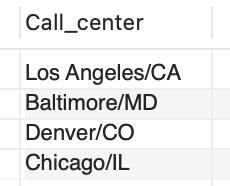 Call_center
Los Angeles/CA
Baltimore/MD
Denver/CO
Chicago/IL